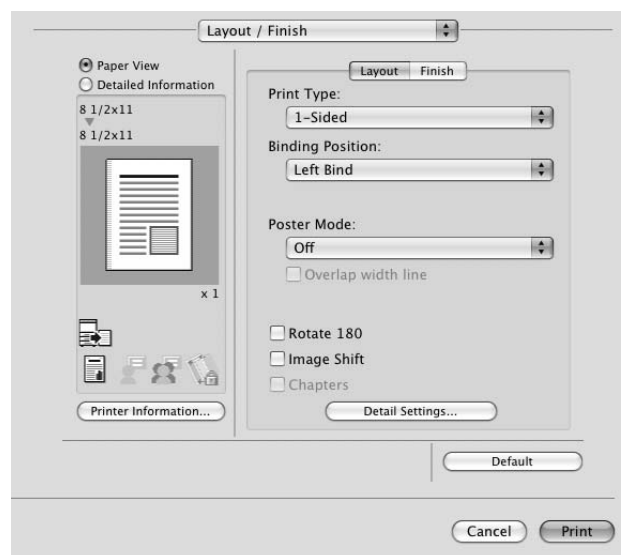 Layout / Finish
Paper View
Detailed Information
8 1/2x11
8 1/2x11
x 1
Printer Information...
Layout Finish
Print Type:
1-Sided
Binding Position:
Left Bind
Poster Mode:
Off
Overlap width line
Rotate 180
Image Shift
Chapters
Detail Settings...
Default
Cancel Print